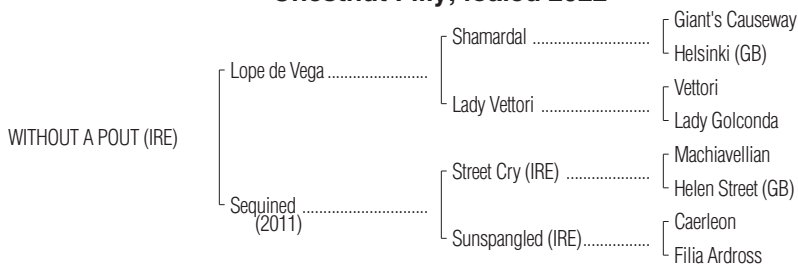 Chestnut Filly, foaled 2022
Giant's Causeway
Shamardal ........................
Helsinki (GB)
Lope de Vega ..........................
Vettori
Lady Vettori .......................
Lady Golconda
WITHOUT A POUT (IRE)
Machiavellian
Street Cry (IRE) .................
Helen Street (GB)
Sequined ................................
(2011)
Caerleon
Sunspangled (IRE)..............
Filia Ardross